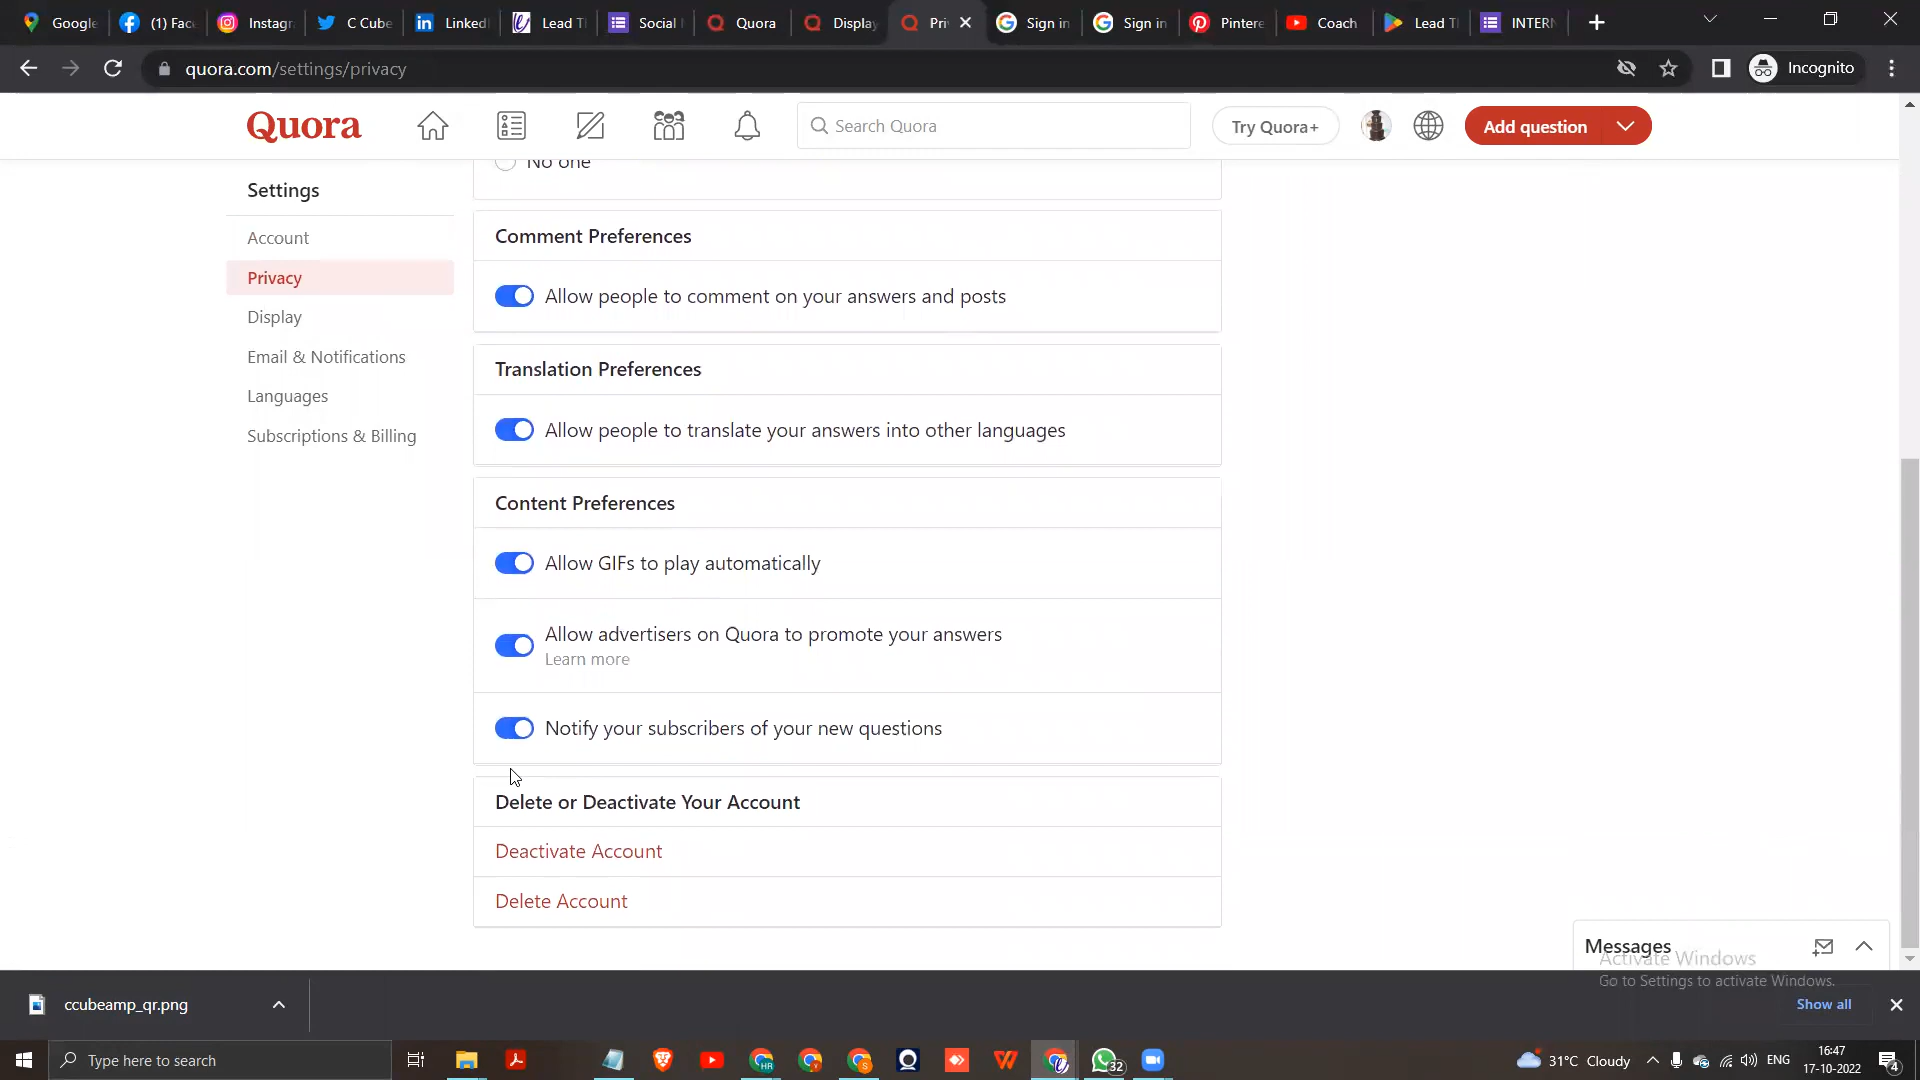 Google
(1) Fac
Instagr
C Cube
LinkedI
Lead T
Social
Quora
Display
Pri
Sign in
Sign in
Pintere
Coach
Lead T
INTERN
quora.com/settings/privacy
Incognito
Quora
Search Quora
Try Quora+
Add question
No one
Settings
Account
Privacy
Display
Email & Notifications
Languages
Subscriptions & Billing
Comment Preferences
Allow people to comment on your answers and posts
Translation Preferences
Allow people to translate your answers into other languages
Content Preferences
Allow GIFs to play automatically
Allow advertisers on Quora to promote your answers
Learn more
Notify your subscribers of your new questions
Delete or Deactivate Your Account
Deactivate Account
Delete Account
Messages
Activate Windows
Go to Settings to activate Windows.
ccubeamp_qr.png
Show all
Type here to search
HR
Y
S
32
31°C Cloudy
ENG
16:47
17-10-2022
4